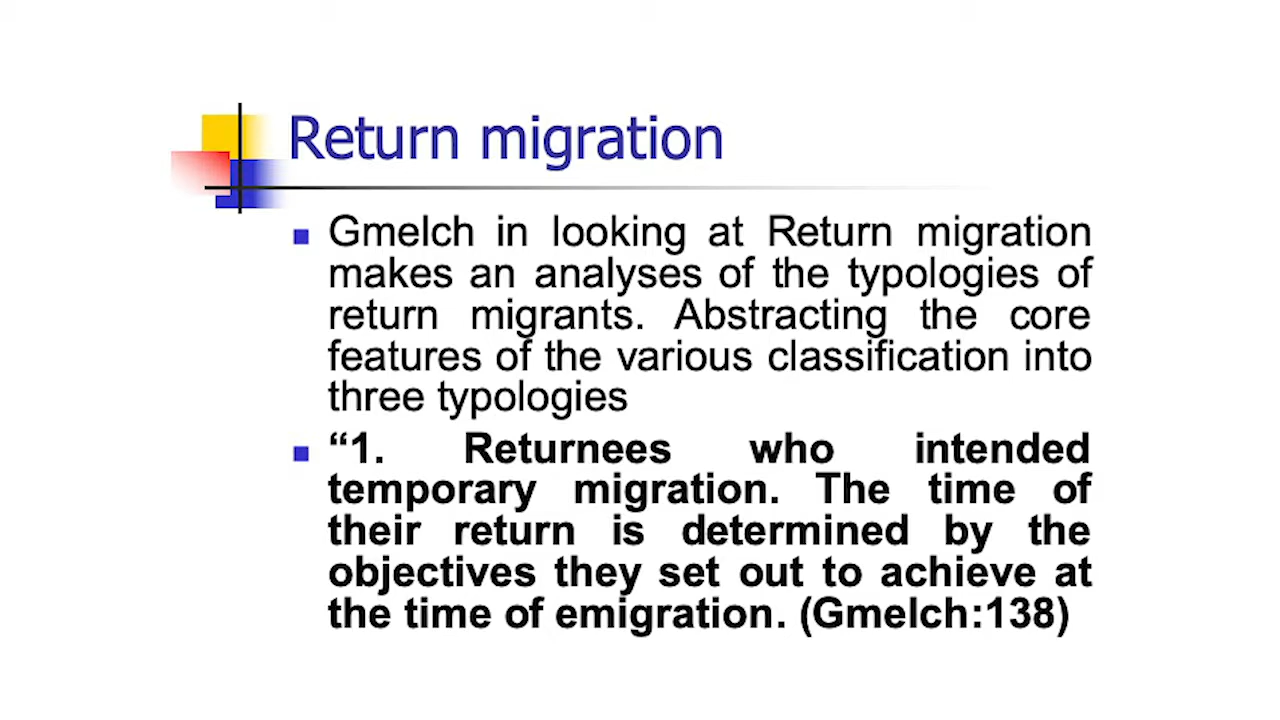 Return migration
Gmelch in looking at Return migration
makes an analyses of the typologies of
return migrants. Abstracting the core
features of the various classification into
three typologies
“1. Returnees who intended
temporary migration. The time of
their return is determined by the
objectives they set out to achieve at
the time of emigration. (Gmelch:138)